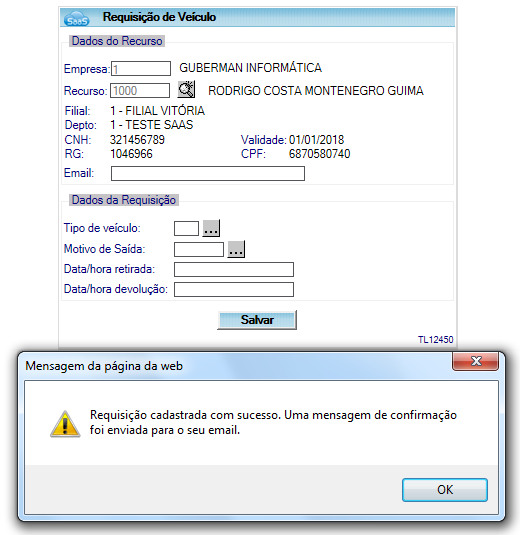 SaaS Requisição de Veículo
Dados do Recurso
Empresa: 1 GUBERMAN INFORMÁTICA
Recurso: 1000 RODRIGO COSTA MONTENEGRO GUIMA
Filial: 1 - FILIAL VITÓRIA
Depto: 1 - TESTE SAAS
CNH: 321456789 Validade: 01/01/2018
RG: 1046966 CPF: 6870580740
Email:
Dados da Requisição
Tipo de veículo: ...
Motivo de Saída: ...
Data/hora retirada:
Data/hora devolução:
Salvar
TL12450
Mensagem da página da web
Requisição cadastrada com sucesso. Uma mensagem de confirmação
foi enviada para o seu email.
OK